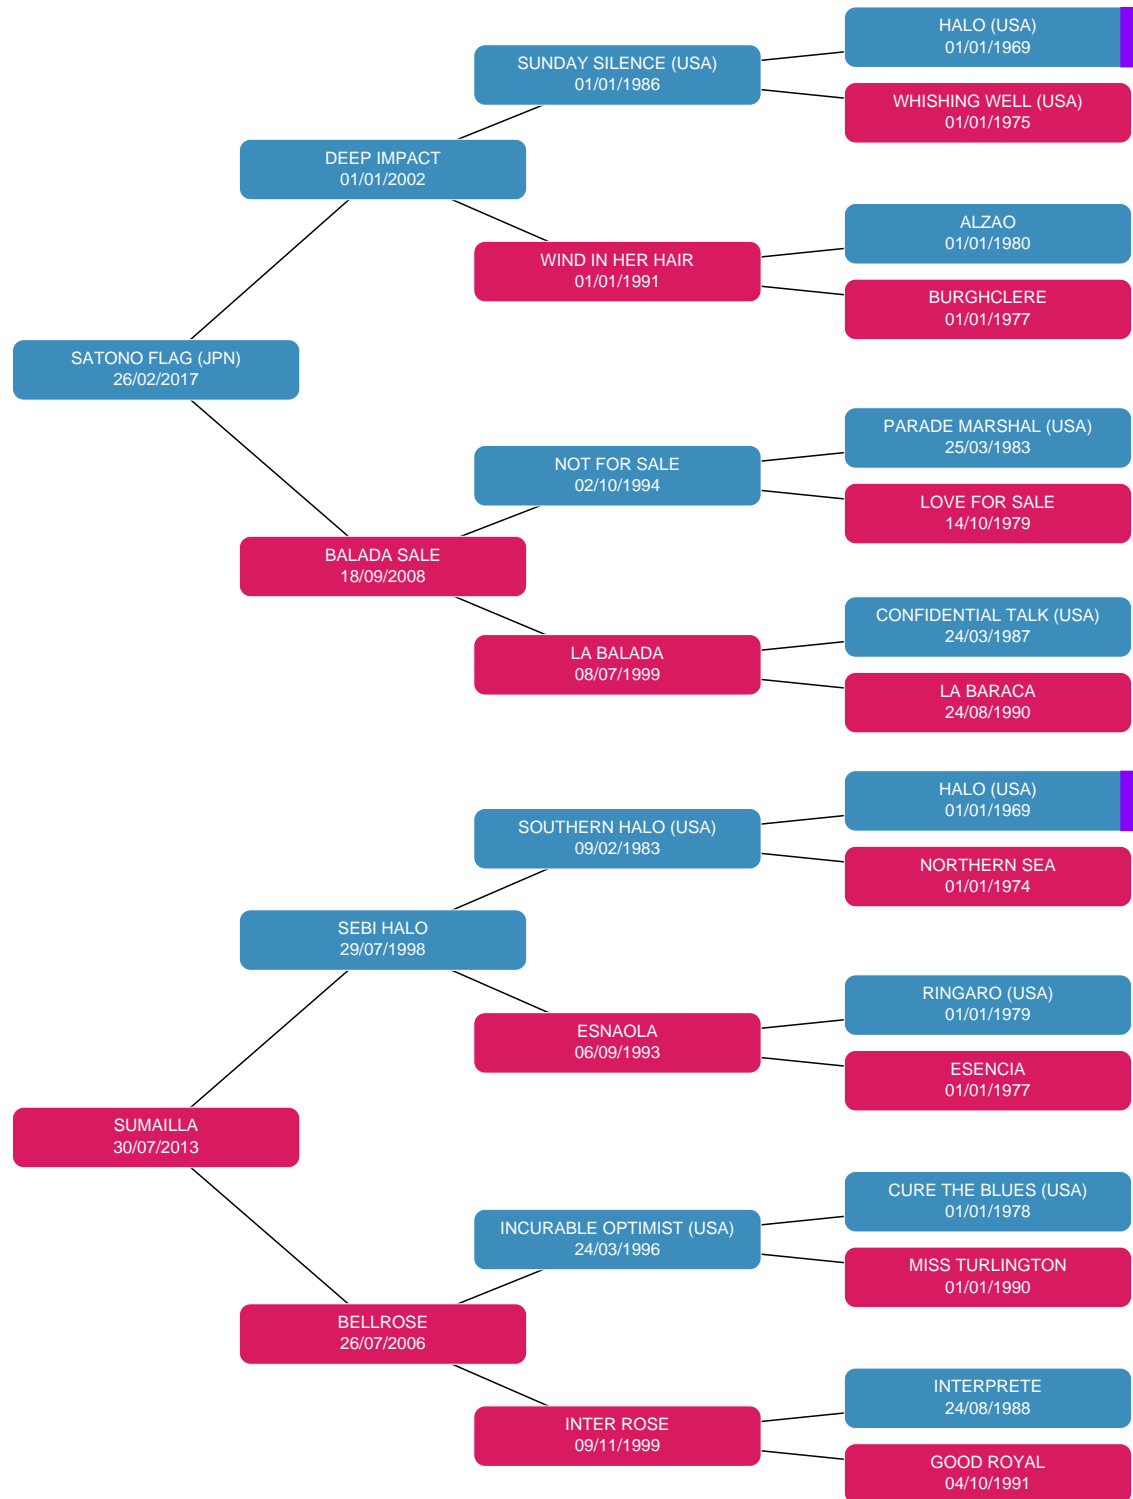 HALO (USA)
01/01/1969
SUNDAY SILENCE (USA)
01/01/1986
WHISHING WELL (USA)
01/01/1975
DEEP IMPACT
01/01/2002
ALZAO
01/01/1980
WIND IN HER HAIR
01/01/1991
BURGHCLERE
01/01/1977
SATONO FLAG (JPN)
26/02/2017
PARADE MARSHAL (USA)
25/03/1983
NOT FOR SALE
02/10/1994
LOVE FOR SALE
14/10/1979
BALADA SALE
18/09/2008
CONFIDENTIAL TALK (USA)
24/03/1987
LA BALADA
08/07/1999
LA BARACA
24/08/1990
HALO (USA)
01/01/1969
SOUTHERN HALO (USA)
09/02/1983
NORTHERN SEA
01/01/1974
SEBI HALO
29/07/1998
RINGARO (USA)
01/01/1979
ESNAOLA
06/09/1993
ESENCIA
01/01/1977
SUMAILLA
30/07/2013
CURE THE BLUES (USA)
01/01/1978
INCURABLE OPTIMIST (USA)
24/03/1996
MISS TURLINGTON
01/01/1990
BELLROSE
26/07/2006
INTERPRETE
24/08/1988
INTER ROSE
09/11/1999
GOOD ROYAL
04/10/1991